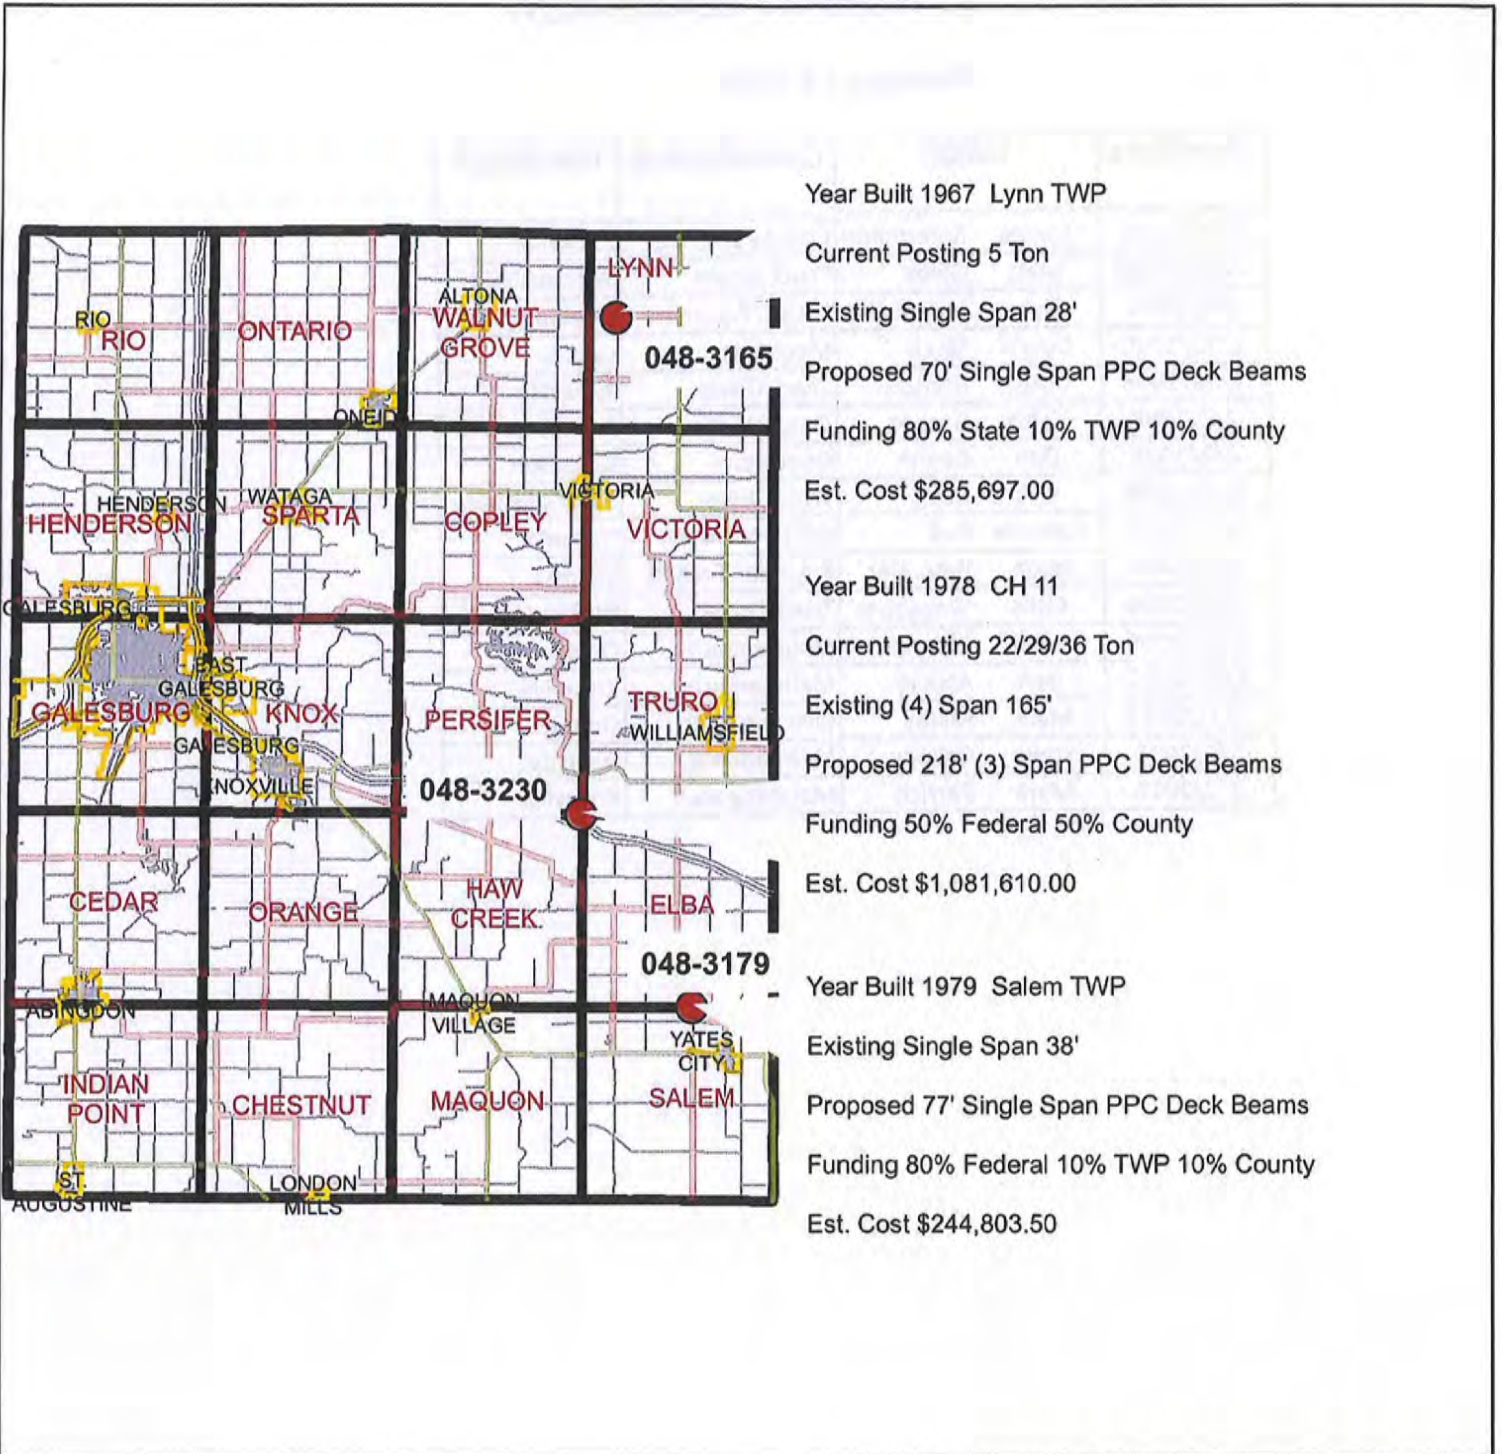 Year Built 1967 Lynn TWP
Current Posting 5 Ton
Existing Single Span 28'
Proposed 70' Single Span PPC Deck Beams
Funding 80% State 10% TWP 10% County
Est. Cost $285,697.00
Year Built 1978 CH 11
Current Posting 22/29/36 Ton
Existing (4) Span 165'
Proposed 218' (3) Span PPC Deck Beams
Funding 50% Federal 50% County
Est. Cost $1,081,610.00
Year Built 1979 Salem TWP
Existing Single Span 38'
Proposed 77' Single Span PPC Deck Beams
Funding 80% Federal 10% TWP 10% County
Est. Cost $244,803.50
LYNN
ALTONA
RIO
RIO
ONTARIO
WALNUT
GROVE
048-3165
ONEID
HENDERSON
HENDERSON
WATAGA
SPARTA
COPLEY
VICTORIA
VICTORIA
GALESBURG
EAST
GALESBURG
GALESBURG
KNOX
PERSIFER
TRURO
WILLIAMSFIELD
GALESBURG
KNOXVILLE
048-3230
CEDAR
ORANGE
HAW
CREEK
ELBA
048-3179
ABINGDON
MAQUON
VILLAGE
YATES
CITY
INDIAN
POINT
CHESTNUT
MAQUON
SALEM
ST.
AUGUSTINE
LONDON
MILLS